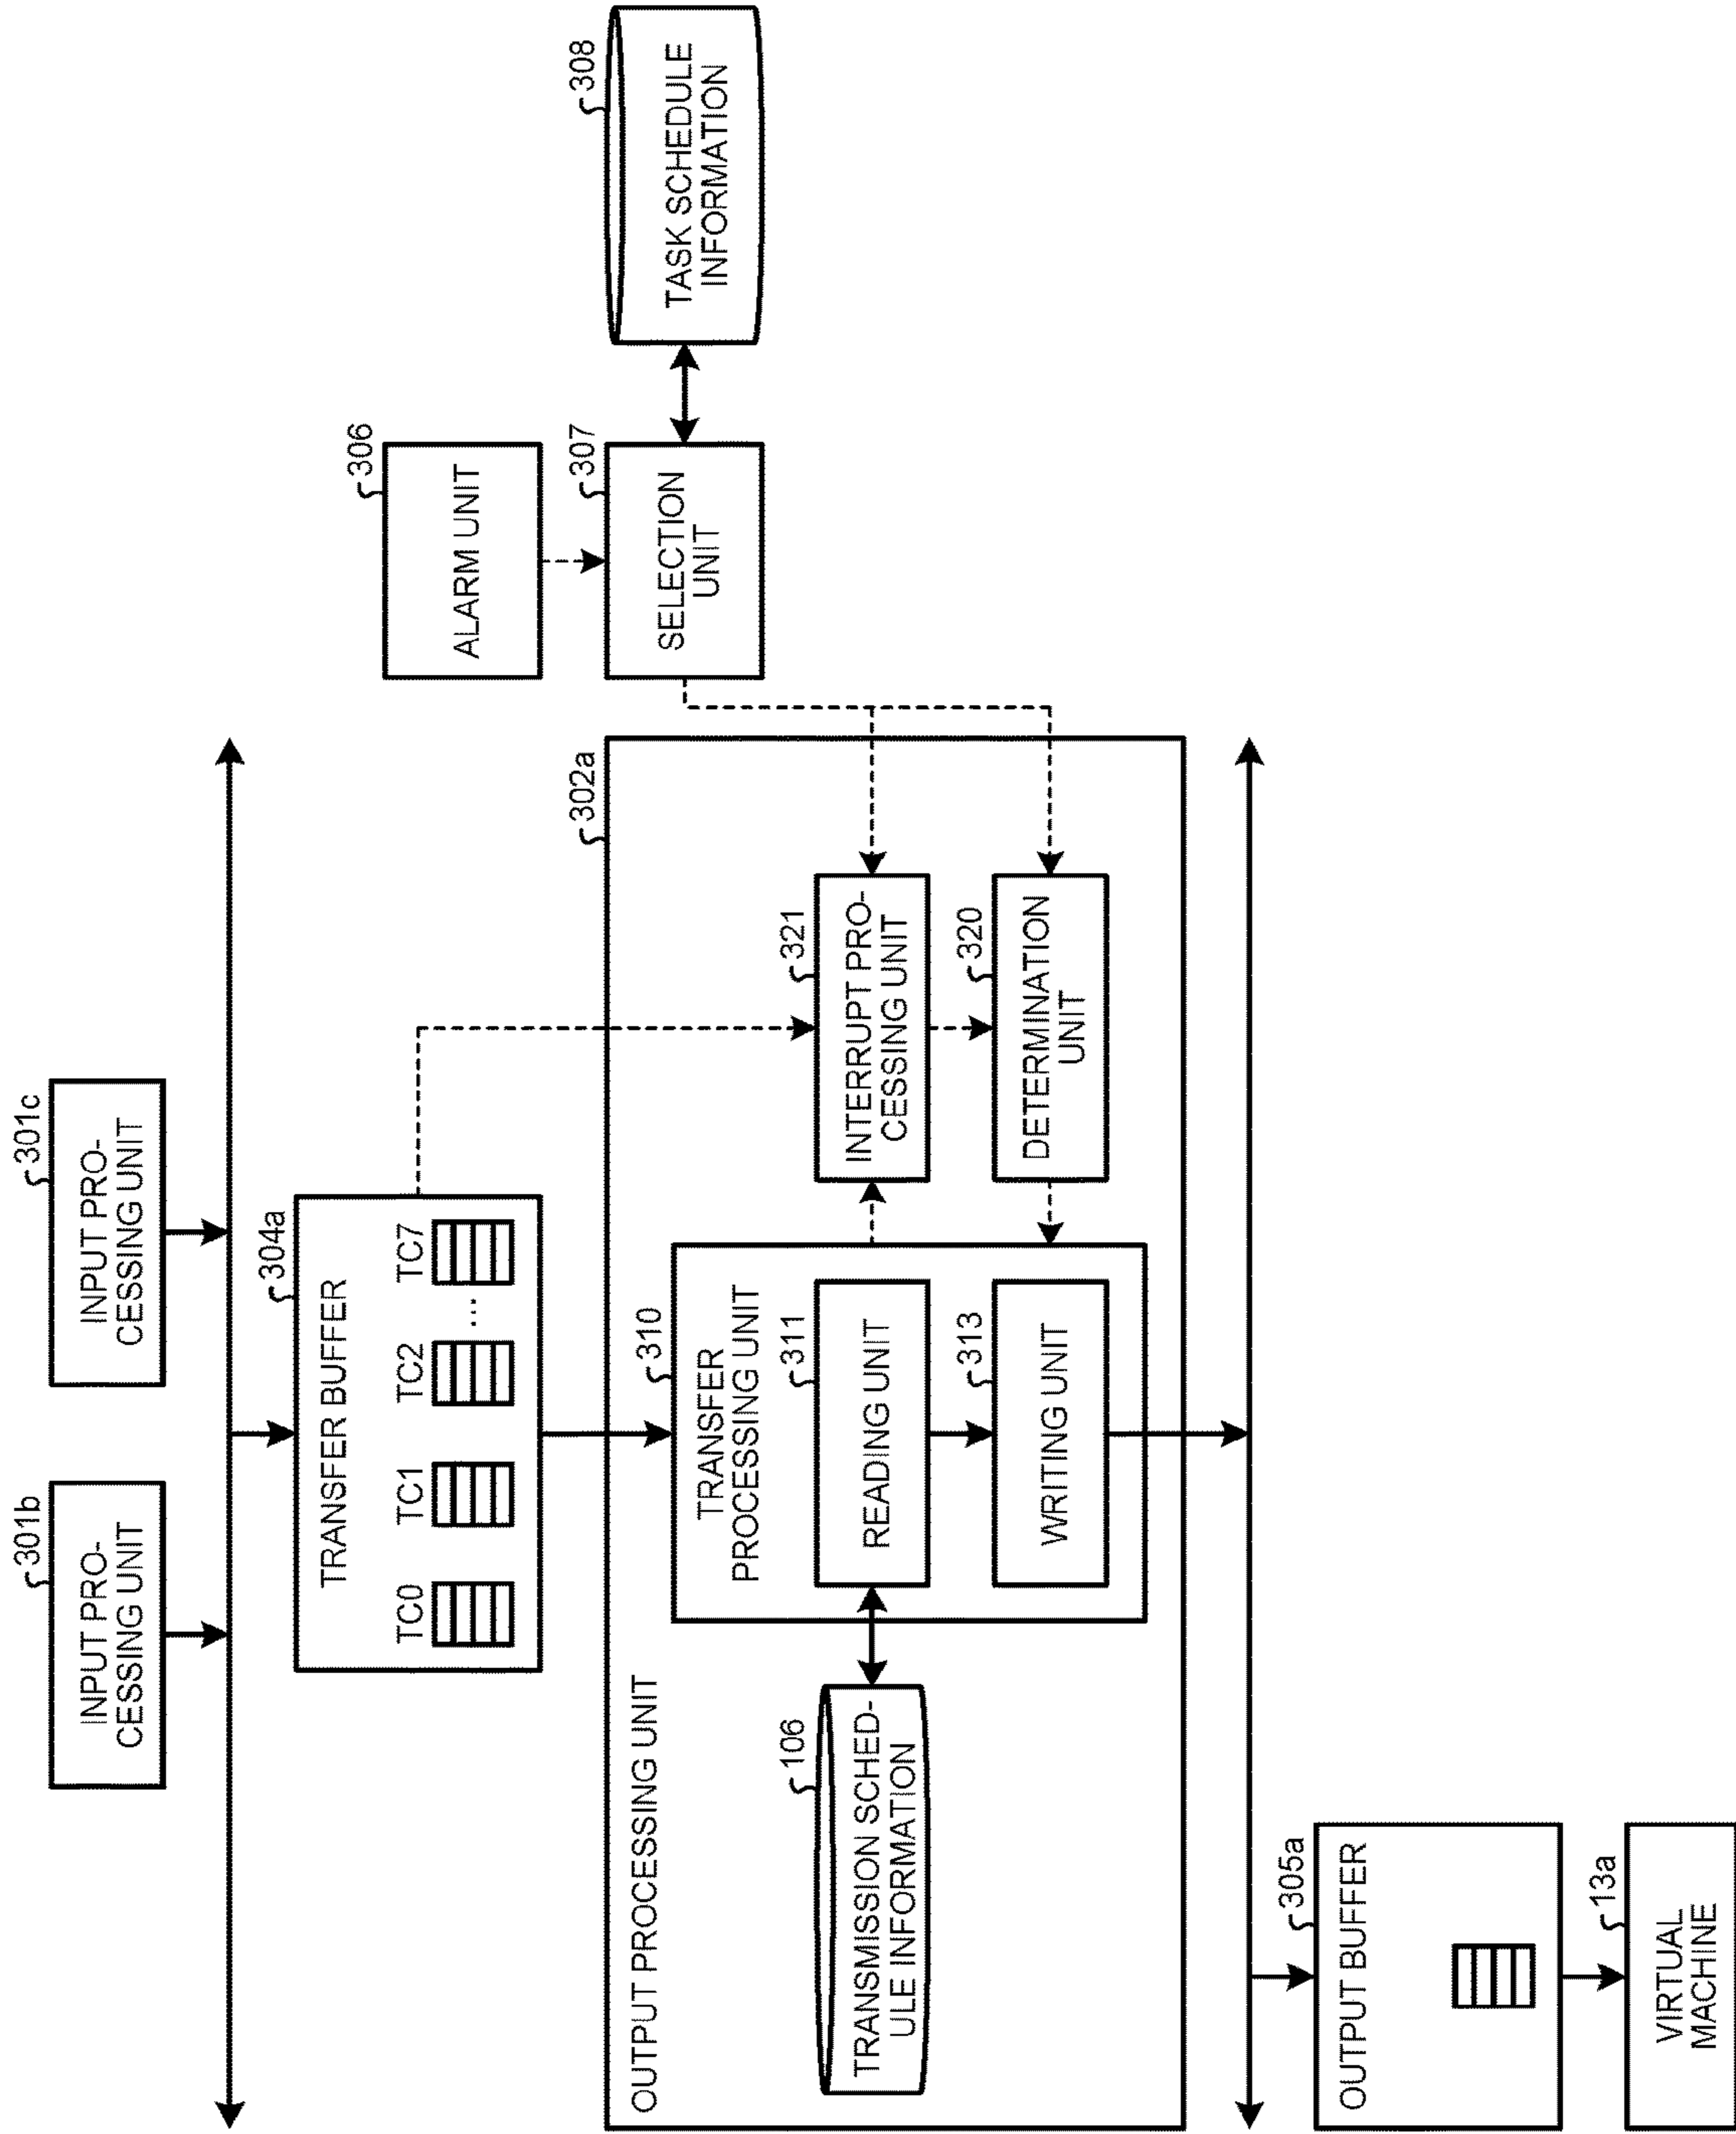 301b
INPUT PRO-
CESSING UNIT
301c
INPUT PRO-
CESSING UNIT
304a
TRANSFER BUFFER
TC0
TC1
TC2
...
TC7
306
ALARM UNIT
307
SELECTION
UNIT
308
TASK SCHEDULE
INFORMATION
302a
OUTPUT PROCESSING UNIT
310
TRANSFER
PROCESSING UNIT
106
TRANSMISSION SCHED-
ULE INFORMATION
311
READING UNIT
313
WRITING UNIT
321
INTERRUPT PRO-
CESSING UNIT
320
DETERMINATION
UNIT
305a
OUTPUT BUFFER
13a
VIRTUAL
MACHINE